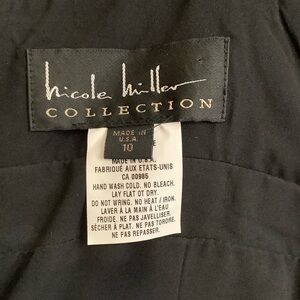 nicole miller
COLLECTION
MADE IN
U.S.A.
10
MADE IN U.S.A.
FABRIQUÉ AUX ETATS-UNIS
CA 00985
HAND WASH COLD. NO BLEACH.
LAY FLAT OT DRY.
DO NOT WRING. NO HEAT / IRON.
LAVER À LA MAIN À L'EAU
FROIDE. NE PAS JAVELLISER.
SÈCHER À PLAT. NE PAS TORDRE.
NE PAS REPASSER.